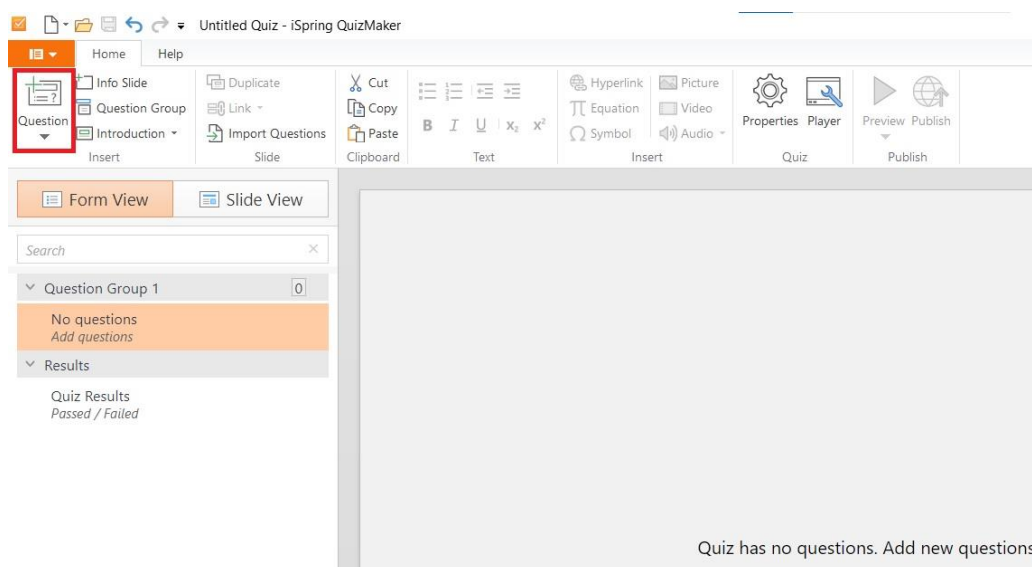 Untitled Quiz - iSpring QuizMaker
Home Help
Question
Info Slide
Question Group
Introduction
Insert
Duplicate
Link
Import Questions
Slide
Cut
Copy
Paste
Clipboard
B I U X₂ X²
Text
Hyperlink
Equation
Symbol
Picture
Video
Audio
Insert
Properties Player
Quiz
Preview Publish
Publish
Form View Slide View
Search
Question Group 1 0
No questions
Add questions
Results
Quiz Results
Passed / Failed
Quiz has no questions. Add new questions